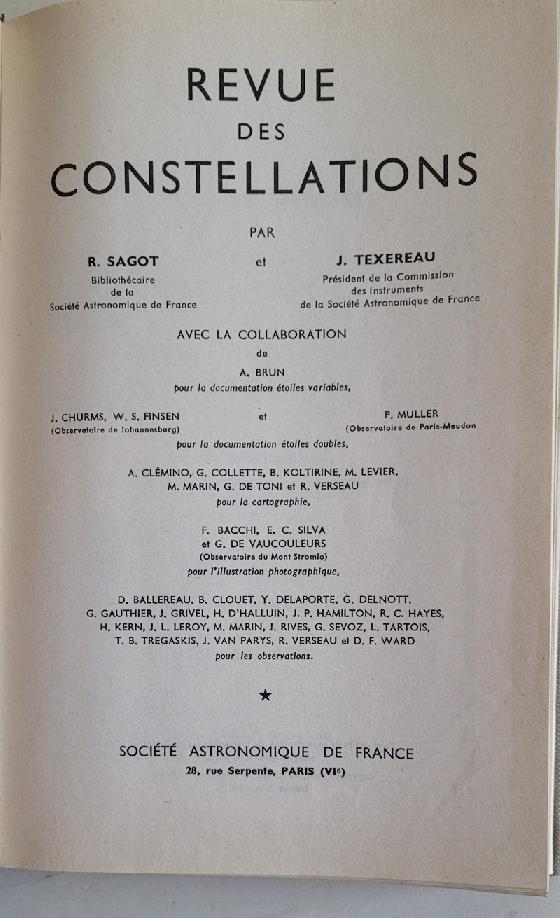 REVUE
DES
CONSTELLATIONS
PAR
R. SAGOT et J. TEXEREAU
Bibliothécaire Président de la Commission
de la des Instruments
Société Astronomique de France de la Société Astronomique de France
AVEC LA COLLABORATION
de
A. BRUN
pour la documentation étoiles variables,
J. CHURMS, W. S. FINSEN et P. MULLER
(Observatoire de Johannesburg) (Observatoire de Paris-Meudon
pour la documentation étoiles doubles,
A. CLÉMINO, G. COLLETTE, B. KOLTIRINE, M. LEVIER,
M. MARIN, G. DE TONI et R. VERSEAU
pour la cartographie,
F. BACCHI, E. C. SILVA
et G. DE VAUCOULEURS
(Observatoire du Mont Stromlo)
pour l'illustration photographique,
D. BALLEREAU, B. CLOUET, Y. DELAPORTE, G. DELNOTT,
G. GAUTHIER, J. GRIVEL, H. D'HALLUIN, J. P. HAMILTON, R. C. HAYES,
H. KERN, J. L. LEROY, M. MARIN, J. RIVES, G. SEVOZ, L. TARTOIS,
T. B. TREGASKIS, J. VAN PARYS, R. VERSEAU et D. F. WARD
pour les observations.
★
SOCIÉTÉ ASTRONOMIQUE DE FRANCE
28, rue Serpente, PARIS (VIe)